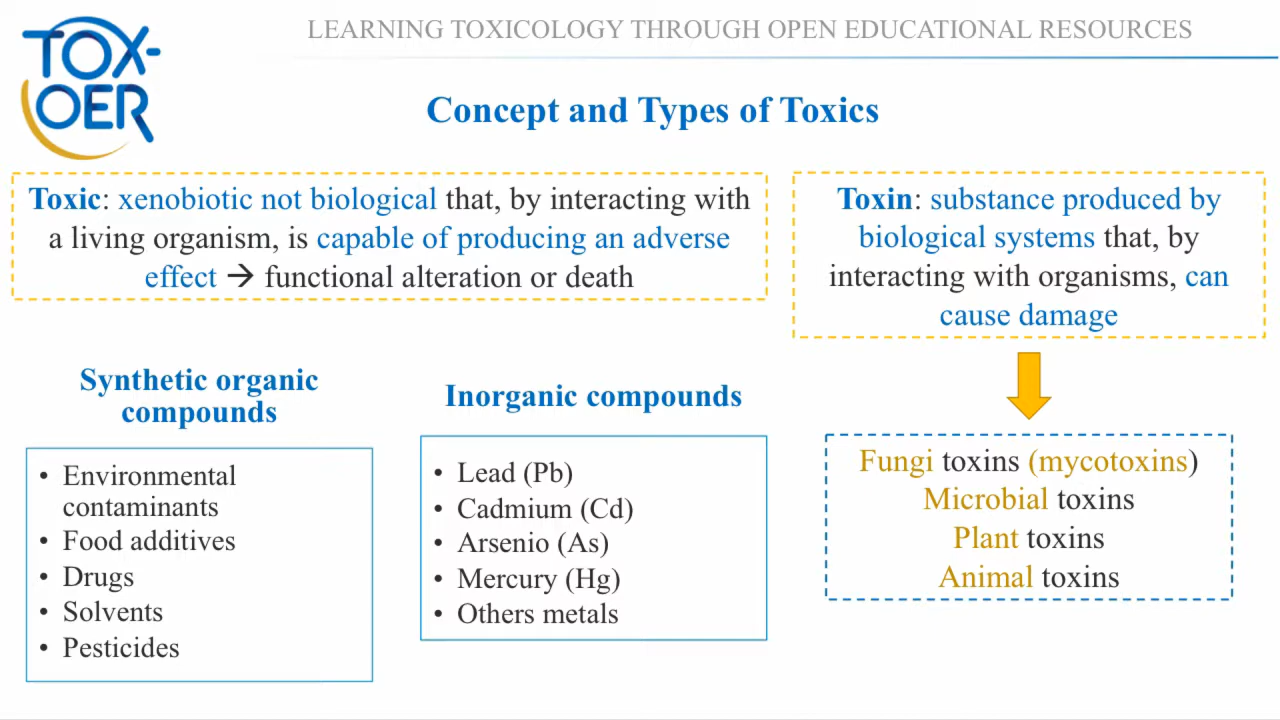 TOX-
OER
LEARNING TOXICOLOGY THROUGH OPEN EDUCATIONAL RESOURCES
Concept and Types of Toxics
Toxic: xenobiotic not biological that, by interacting with
a living organism, is capable of producing an adverse
effect → functional alteration or death
Toxin: substance produced by
biological systems that, by
interacting with organisms, can
cause damage
Synthetic organic
compounds
• Environmental
contaminants
• Food additives
• Drugs
• Solvents
• Pesticides
Inorganic compounds
• Lead (Pb)
• Cadmium (Cd)
• Arsenio (As)
• Mercury (Hg)
• Others metals
Fungi toxins (mycotoxins)
Microbial toxins
Plant toxins
Animal toxins